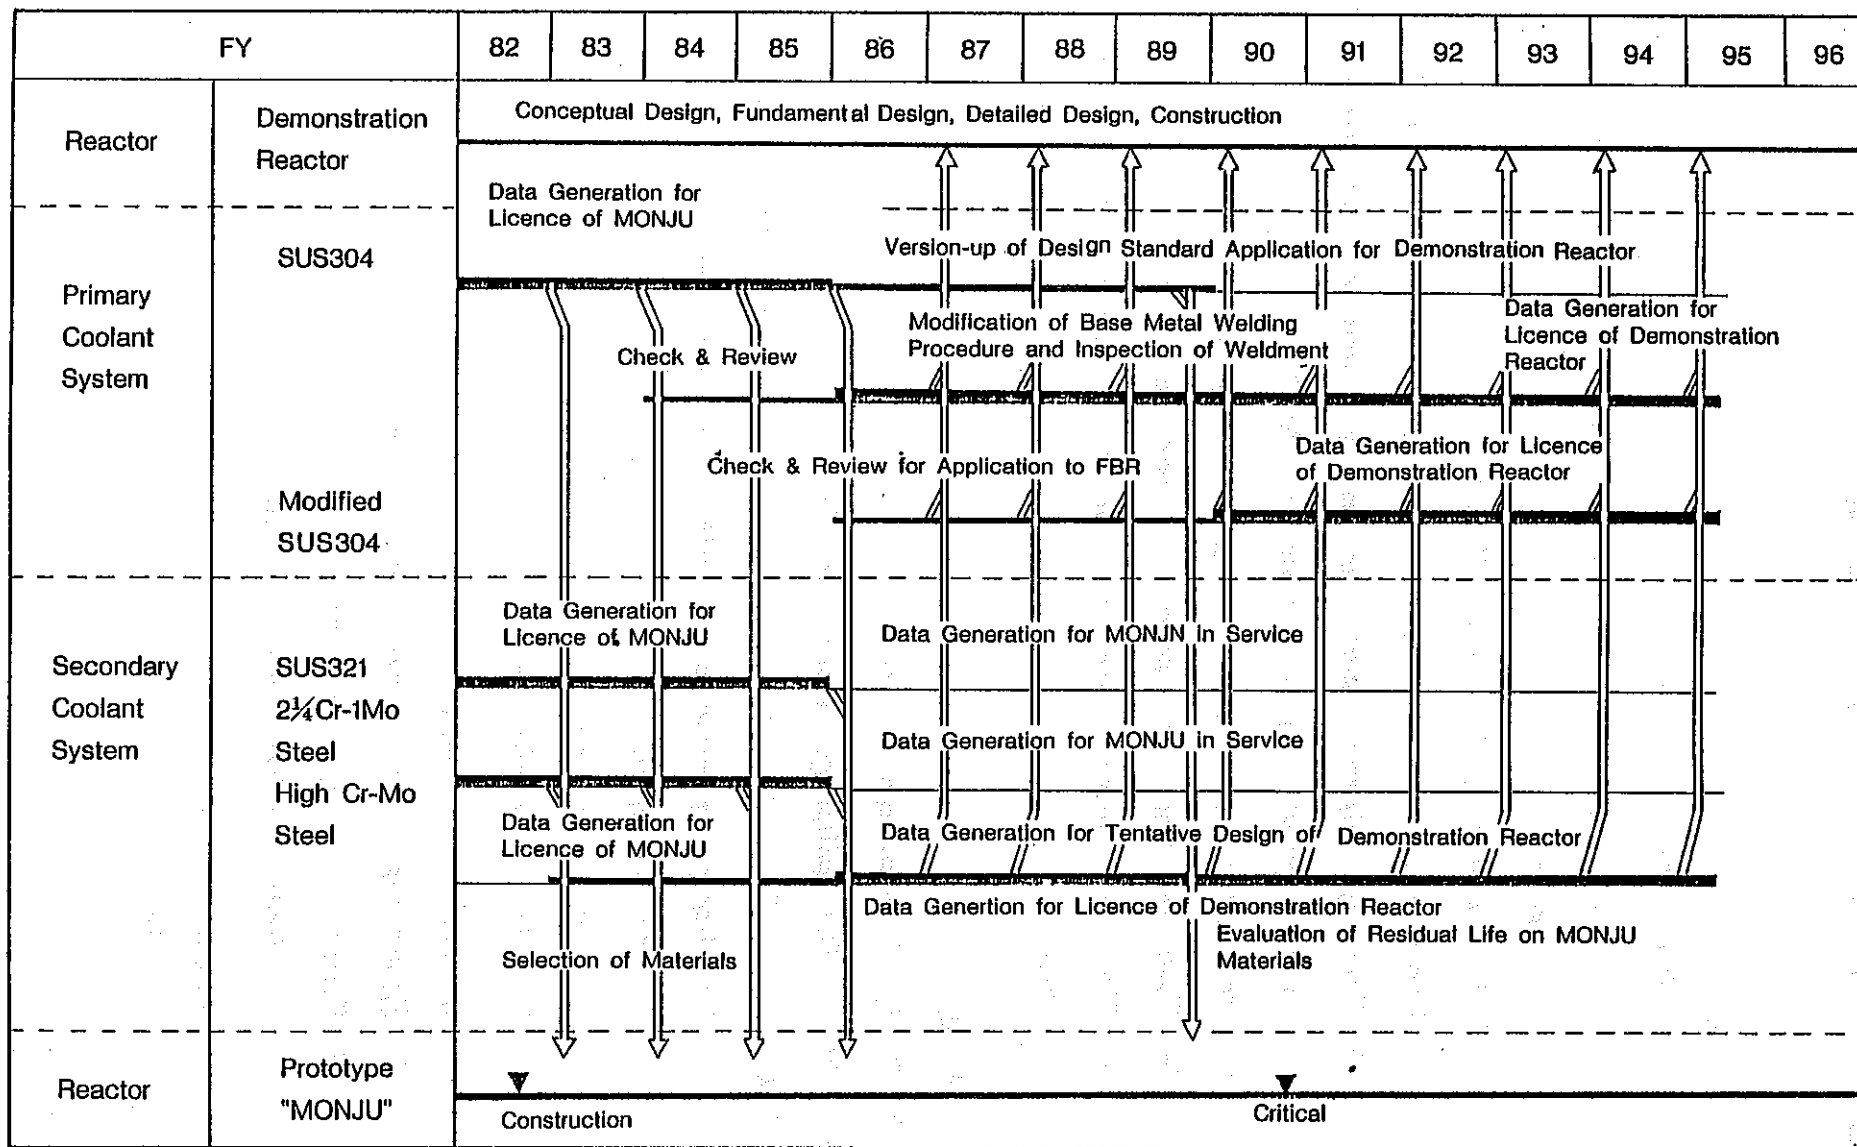 FY 82 83 84 85 86 87 88 89 90 91 92 93 94 95 96
Reactor
Demonstration
Reactor
Conceptual Design, Fundamental Design, Detailed Design, Construction
Data Generation for
Licence of MONJU
Primary
Coolant
System
SUS304
Version-up of Design Standard Application for Demonstration Reactor
Check & Review
Modification of Base Metal Welding
Procedure and Inspection of Weldment
Data Generation for
Licence of Demonstration
Reactor
Modified
SUS304
Check & Review for Application to FBR
Data Generation for Licence
of Demonstration Reactor
Secondary
Coolant
System
SUS321
2¼Cr-1Mo
Steel
High Cr-Mo
Steel
Data Generation for
Licence of MONJU
Data Generation for MONJN in Service
Data Generation for MONJU in Service
Data Generation for
Licence of MONJU
Data Generation for Tentative Design of Demonstration Reactor
Data Genertion for Licence of Demonstration Reactor
Evaluation of Residual Life on MONJU
Materials
Selection of Materials
Reactor
Prototype
"MONJU"
Construction
Critical